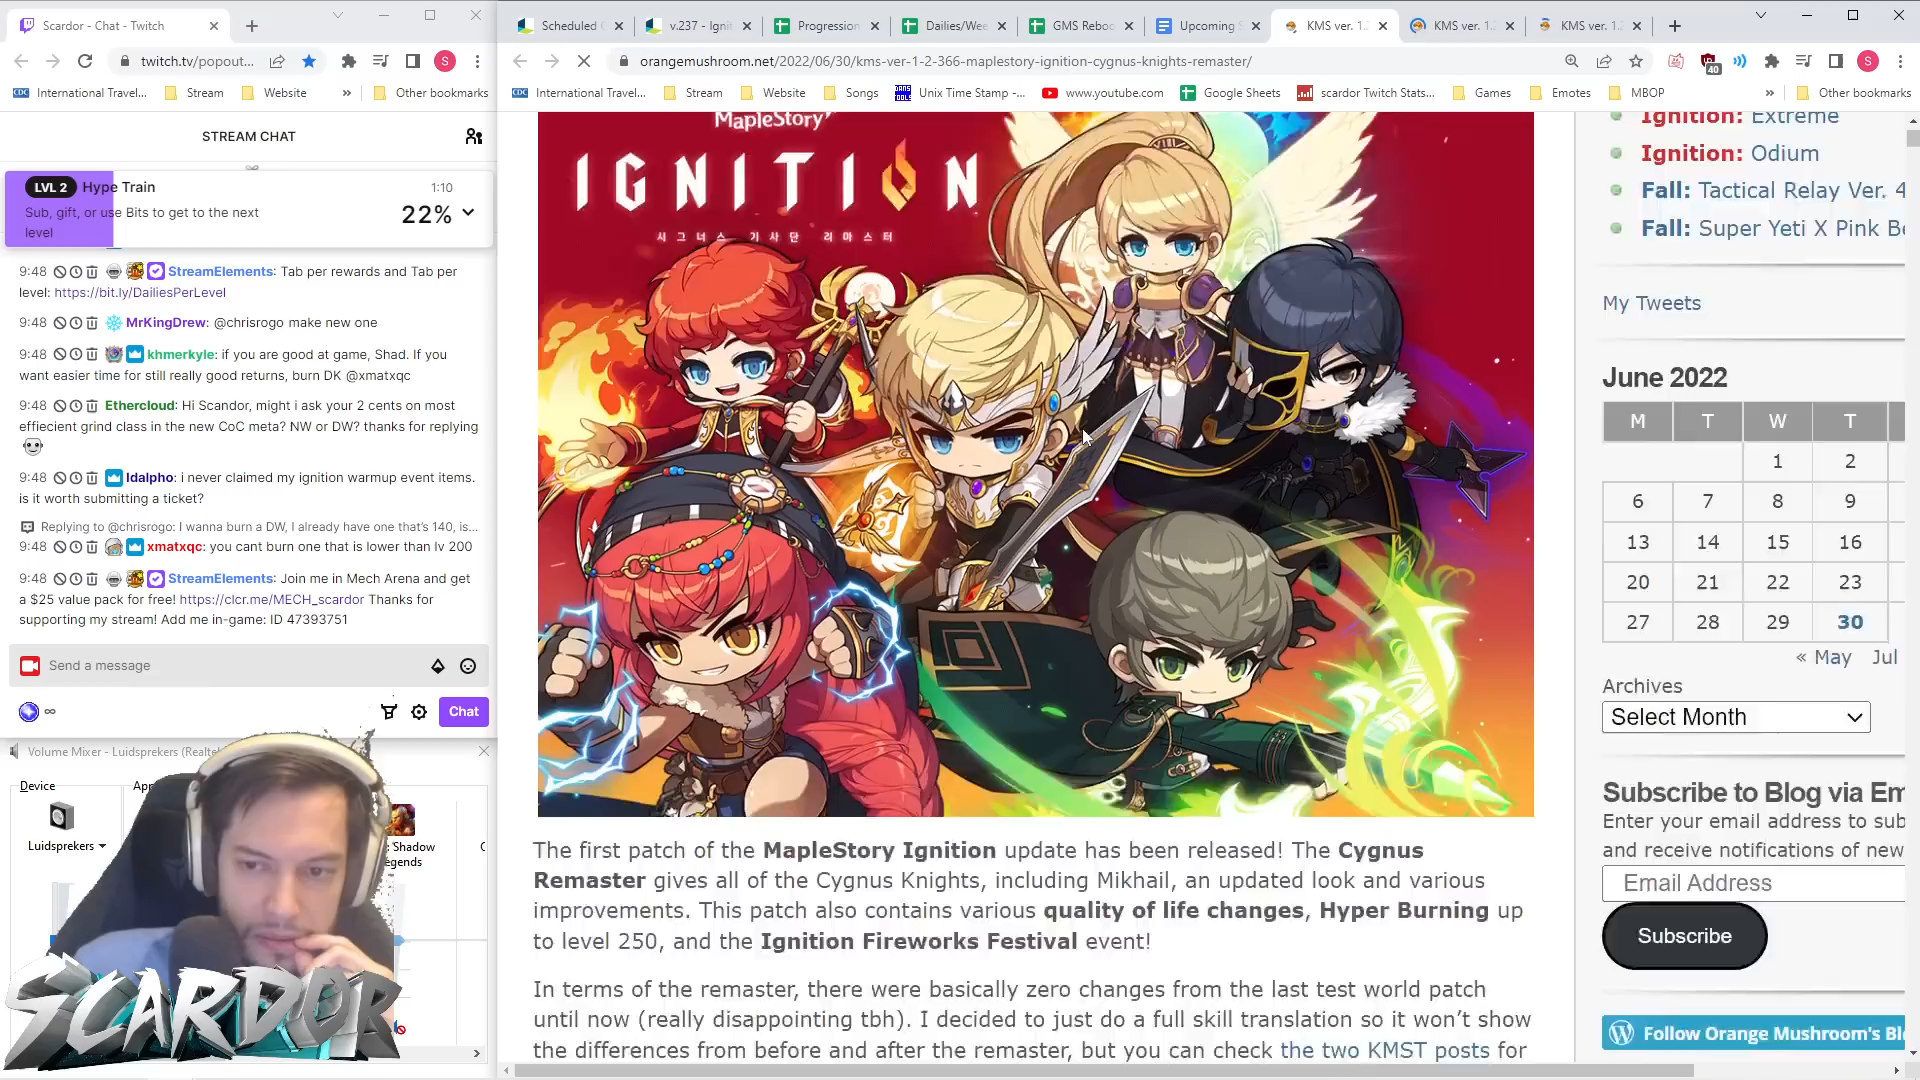 Scardor - Chat - Twitch
Scheduled
v.237 - Ignit
Progression
Dailies/Wee
GMS Reboo
Upcoming S
KMS ver. 1.
KMS ver. 1.2
KMS ver. 1.2
twitch.tv/popout...
S
orangemushroom.net/2022/06/30/kms-ver-1-2-366-maplestory-ignition-cygnus-knights-remaster/
40
S
CDC International Travel...
Stream
Website
»
Other bookmarks
CDC International Travel...
Stream
Website
Songs
Unix Time Stamp -...
www.youtube.com
Google Sheets
scardor Twitch Stats...
Games
Emotes
MBOP
»
Other bookmarks
STREAM CHAT
LVL 2 Hype Train
1:10
Sub, gift, or use Bits to get to the next
level
22%
9:48 StreamElements: Tab per rewards and Tab per
level: https://bit.ly/DailiesPerLevel
9:48 MrKingDrew: @chrisrogo make new one
9:48 khmerkyle: if you are good at game, Shad. If you
want easier time for still really good returns, burn DK @xmatxqc
9:48 Ethercloud: Hi Scandor, might i ask your 2 cents on most
effiecient grind class in the new CoC meta? NW or DW? thanks for replying
9:48 Idalpho: i never claimed my ignition warmup event items.
is it worth submitting a ticket?
Replying to @chrisrogo: I wanna burn a DW, I already have one that's 140, is...
9:48 xmatxqc: you cant burn one that is lower than lv 200
9:48 StreamElements: Join me in Mech Arena and get
a $25 value pack for free! https://clcr.me/MECH_scardor Thanks for
supporting my stream! Add me in-game: ID 47393751
Send a message
∞
Chat
Volume Mixer - Luidsprekers (Realte
Device
App
Luidsprekers
: Shadow
egends
SCARDOR
MapleStory
IGNITION
시그너스 기사단 리마스터
The first patch of the MapleStory Ignition update has been released! The Cygnus
Remaster gives all of the Cygnus Knights, including Mikhail, an updated look and various
improvements. This patch also contains various quality of life changes, Hyper Burning up
to level 250, and the Ignition Fireworks Festival event!
In terms of the remaster, there were basically zero changes from the last test world patch
until now (really disappointing tbh). I decided to just do a full skill translation so it won't show
the differences from before and after the remaster, but you can check the two KMST posts for
Ignition: Extreme
Ignition: Odium
Fall: Tactical Relay Ver. 4
Fall: Super Yeti X Pink Be
My Tweets
June 2022
M T W T
1 2
6 7 8 9
13 14 15 16
20 21 22 23
27 28 29 30
« May Jul
Archives
Select Month
Subscribe to Blog via Em
Enter your email address to sub
and receive notifications of new
Email Address
Subscribe
Follow Orange Mushroom's Blo